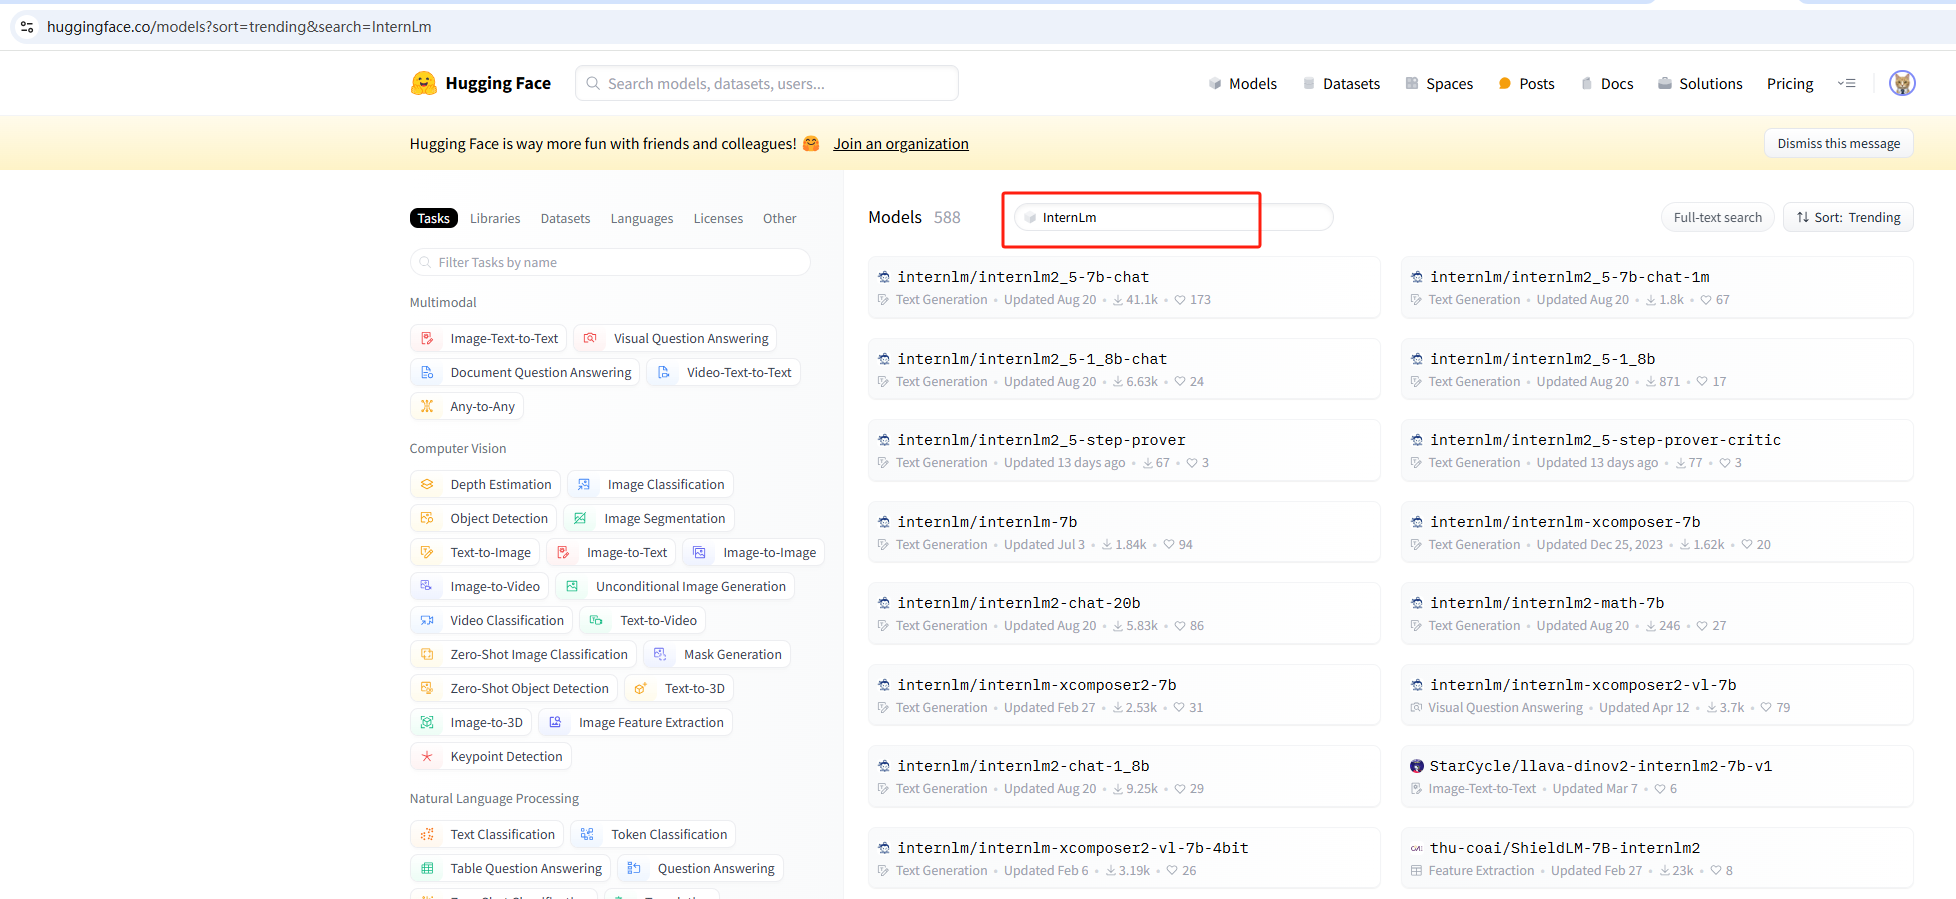 huggingface.co/models?sort=trending&search=InternLm
Hugging Face
Search models, datasets, users...
Models
Datasets
Spaces
Posts
Docs
Solutions
Pricing
Hugging Face is way more fun with friends and colleagues! 🤗 Join an organization
Dismiss this message
Tasks
Libraries
Datasets
Languages
Licenses
Other
Filter Tasks by name
Multimodal
Image-Text-to-Text
Visual Question Answering
Document Question Answering
Video-Text-to-Text
Any-to-Any
Computer Vision
Depth Estimation
Image Classification
Object Detection
Image Segmentation
Text-to-Image
Image-to-Text
Image-to-Image
Image-to-Video
Unconditional Image Generation
Video Classification
Text-to-Video
Zero-Shot Image Classification
Mask Generation
Zero-Shot Object Detection
Text-to-3D
Image-to-3D
Image Feature Extraction
Keypoint Detection
Natural Language Processing
Text Classification
Token Classification
Table Question Answering
Question Answering
Models 588
InternLm
Full-text search
Sort: Trending
internlm/internlm2_5-7b-chat
Text Generation • Updated Aug 20 • 41.1k • 173
internlm/internlm2_5-7b-chat-1m
Text Generation • Updated Aug 20 • 1.8k • 67
internlm/internlm2_5-1_8b-chat
Text Generation • Updated Aug 20 • 6.63k • 24
internlm/internlm2_5-1_8b
Text Generation • Updated Aug 20 • 871 • 17
internlm/internlm2_5-step-prover
Text Generation • Updated 13 days ago • 67 • 3
internlm/internlm2_5-step-prover-critic
Text Generation • Updated 13 days ago • 77 • 3
internlm/internlm-7b
Text Generation • Updated Jul 3 • 1.84k • 94
internlm/internlm-xcomposer-7b
Text Generation • Updated Dec 25, 2023 • 1.62k • 20
internlm/internlm2-chat-20b
Text Generation • Updated Aug 20 • 5.83k • 86
internlm/internlm2-math-7b
Text Generation • Updated Aug 20 • 246 • 27
internlm/internlm-xcomposer2-7b
Text Generation • Updated Feb 27 • 2.53k • 31
internlm/internlm-xcomposer2-vl-7b
Visual Question Answering • Updated Apr 12 • 3.7k • 79
internlm/internlm2-chat-1_8b
Text Generation • Updated Aug 20 • 9.25k • 29
StarCycle/llava-dinov2-internlm2-7b-v1
Image-Text-to-Text • Updated Mar 7 • 6
internlm/internlm-xcomposer2-vl-7b-4bit
Text Generation • Updated Feb 6 • 3.19k • 26
thu-coai/ShieldLM-7B-internlm2
Feature Extraction • Updated Feb 27 • 23k • 8